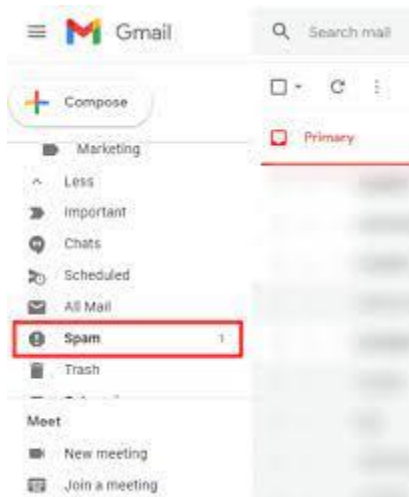 Gmail
Search mail
Compose
Primary
Marketing
Less
Important
Chats
Scheduled
All Mail
Spam 1
Trash
Meet
New meeting
Join a meeting